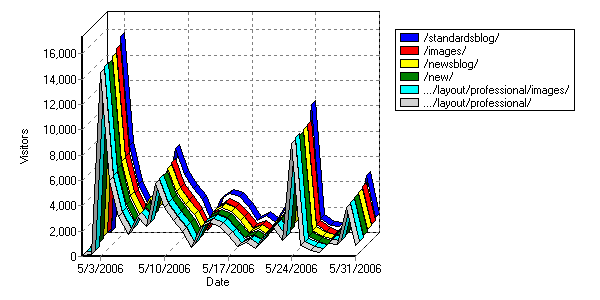 16,000
14,000
12,000
10,000
8,000
6,000
4,000
2,000
0
Visitors
5/3/2006
5/10/2006
5/17/2006
5/24/2006
5/31/2006
Date
/standardsblog/
/images/
/newsblog/
/new/
.../layout/professional/images/
.../layout/professional/